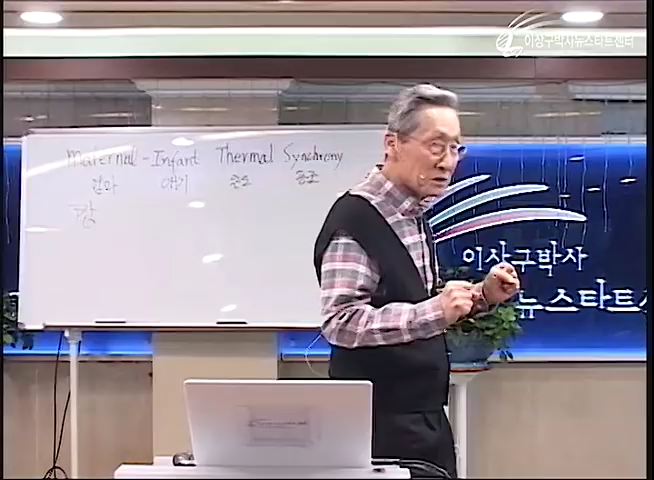 이상구박사뉴스타트센터
Maternal - Infant Thermal Synchrony
엄마 아기 온도 동조
이상구박사
뉴스타트